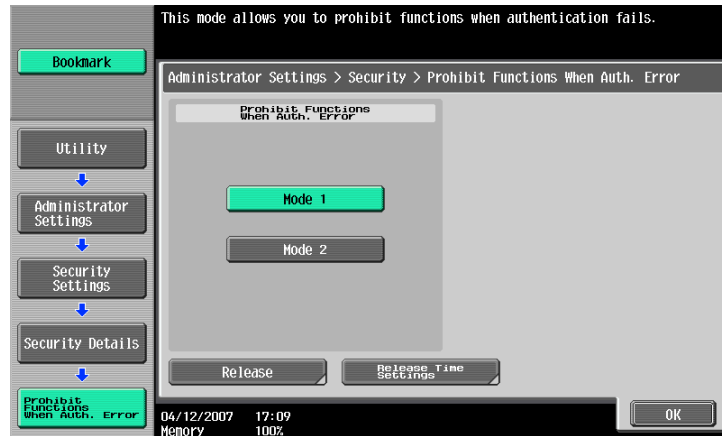 This mode allows you to prohibit functions when authentication fails.
Bookmark
Administrator Settings > Security > Prohibit Functions When Auth. Error
Prohibit Functions
When Auth. Error
Utility
Mode 1
Administrator
Settings
Mode 2
Security
Settings
Security Details
Release
Release Time
Settings
Prohibit
Functions
When Auth. Error
04/12/2007 17:09
Memory 100%
OK